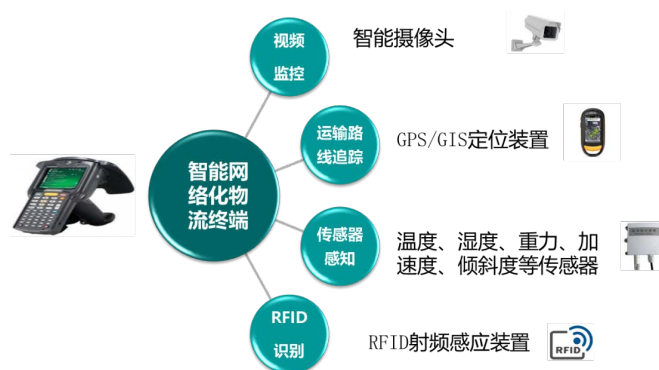 视频
监控
智能摄像头
运输路
线追踪
GPS/GIS定位装置
智能网
络化物
流终端
传感器
感知
温度、湿度、重力、加
速度、倾斜度等传感器
RFID
识别
RFID射频感应装置
RFID